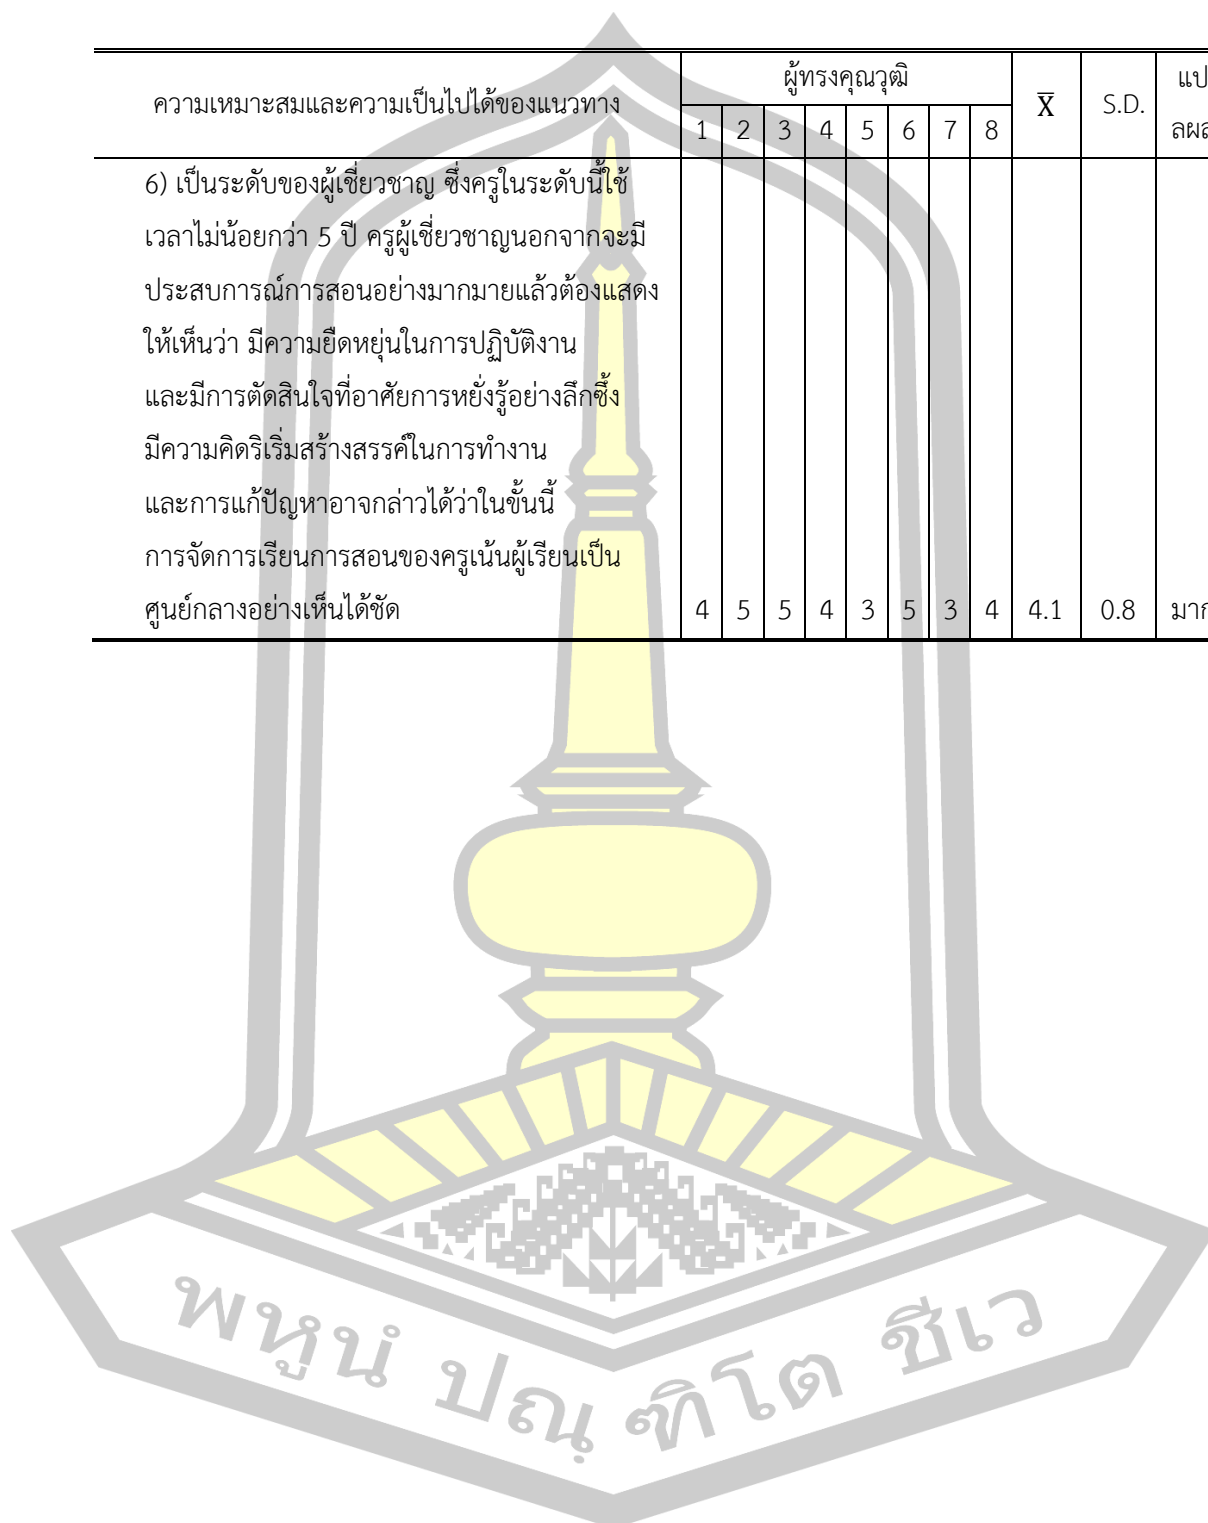 ความเหมาะสมและความเป็นไปได้ของแนวทาง ผู้ทรงคุณวุฒิ X̅ S.D. แป
ลผล
1 2 3 4 5 6 7 8
6) เป็นระดับของผู้เชี่ยวชาญ ซึ่งครูในระดับนี้ใช้
เวลาไม่น้อยกว่า 5 ปี ครูผู้เชี่ยวชาญนอกจากจะมี
ประสบการณ์การสอนอย่างมากมายแล้วต้องแสดง
ให้เห็นว่า มีความยืดหยุ่นในการปฏิบัติงาน
และมีการตัดสินใจที่อาศัยการหยั่งรู้อย่างลึกซึ้ง
มีความคิดริเริ่มสร้างสรรค์ในการทำงาน
และการแก้ปัญหาอาจกล่าวได้ว่าในขั้นนี้
การจัดการเรียนการสอนของครูเน้นผู้เรียนเป็น
ศูนย์กลางอย่างเห็นได้ชัด 4 5 5 4 3 5 3 4 4.1 0.8 มาก
พหูนํ ปณฺฑิโต ชีเว